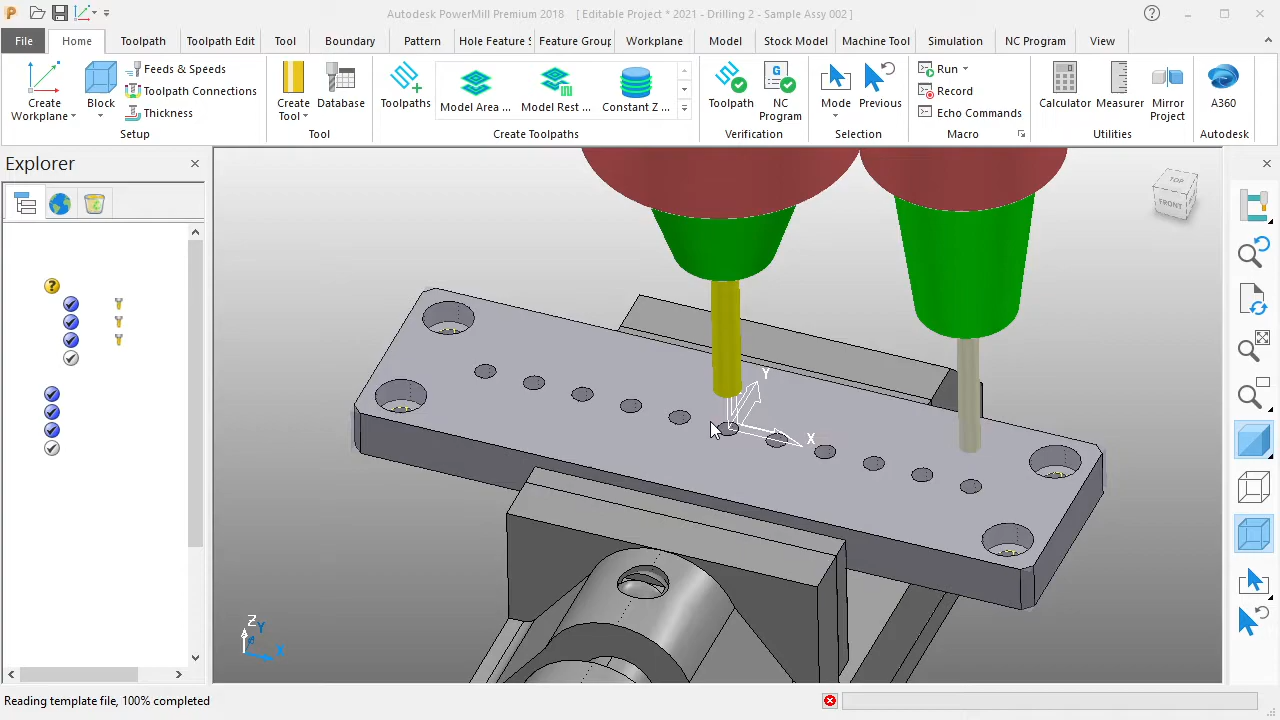 Autodesk PowerMill Premium 2018 [ Editable Project * 2021 - Drilling 2 - Sample Assy 002 ]
File Home Toolpath Toolpath Edit Tool Boundary Pattern Hole Feature S Feature Group Workplane Model Stock Model Machine Tool Simulation NC Program View
Create Workplane
Block
Feeds & Speeds
Toolpath Connections
Thickness
Setup
Create Tool
Database
Tool
Toolpaths
Model Area ...
Model Rest ...
Constant Z ...
Create Toolpaths
Toolpath
NC Program
Verification
Mode
Previous
Selection
Run
Record
Echo Commands
Macro
Calculator
Measurer
Mirror Project
Utilities
A360
Autodesk
Explorer
TOP
FRONT
Y
X
Z
Y
X
Reading template file, 100% completed